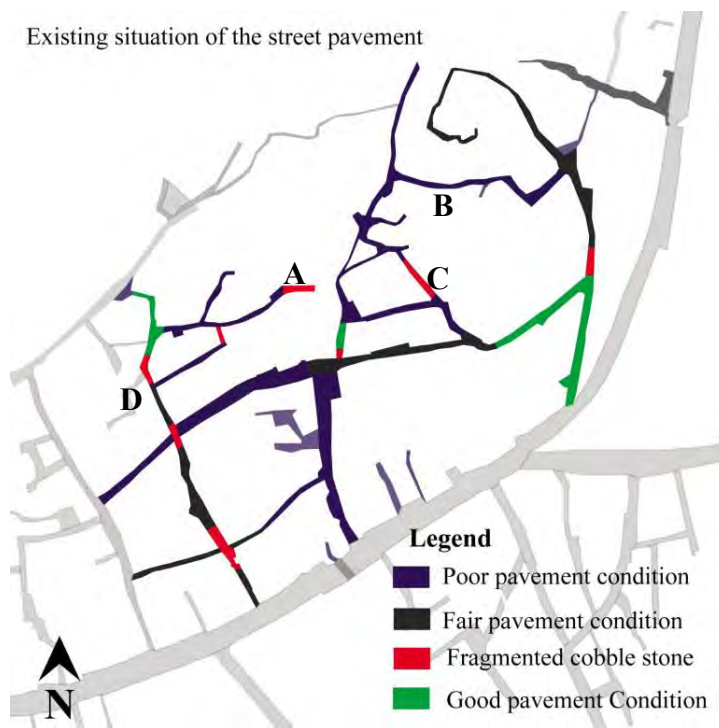 Existing situation of the street pavement
B
A
C
D
Legend
Poor pavement condition
Fair pavement condition
Fragmented cobble stone
Good pavement Condition
N